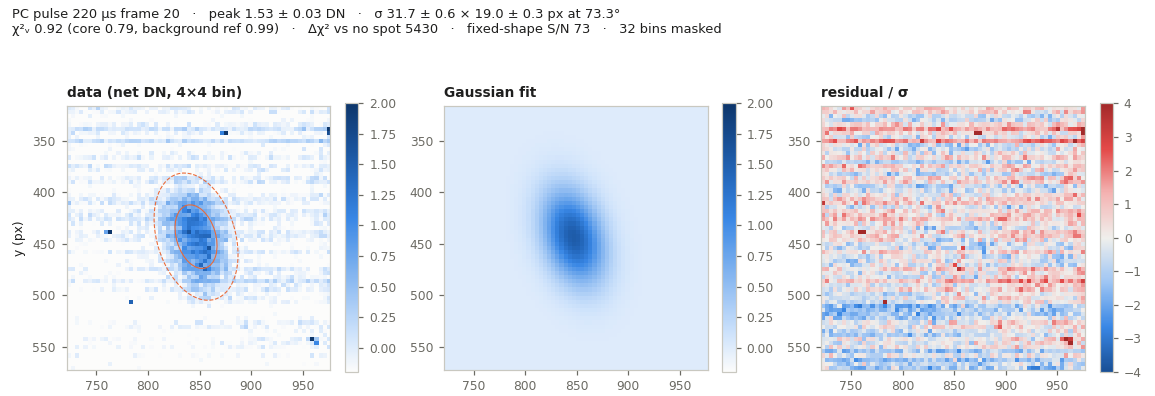 PC pulse 220 µs frame 20 · peak 1.53 ± 0.03 DN · σ 31.7 ± 0.6 × 19.0 ± 0.3 px at 73.3°
χ²ᵥ 0.92 (core 0.79, background ref 0.99) · Δχ² vs no spot 5430 · fixed-shape S/N 73 · 32 bins masked
data (net DN, 4×4 bin) Gaussian fit residual / σ
2.00 2.00 4
1.75 1.75 3
350 350 350
1.50 1.50 2
400 400 400
1.25 1.25 1
y (px)
450 1.00 450 1.00 450 0
0.75 0.75 −1
500 500 500
0.50 0.50 −2
0.25 0.25 −3
550 0.00 550 0.00 550
−4
750 800 850 900 950 750 800 850 900 950 750 800 850 900 950